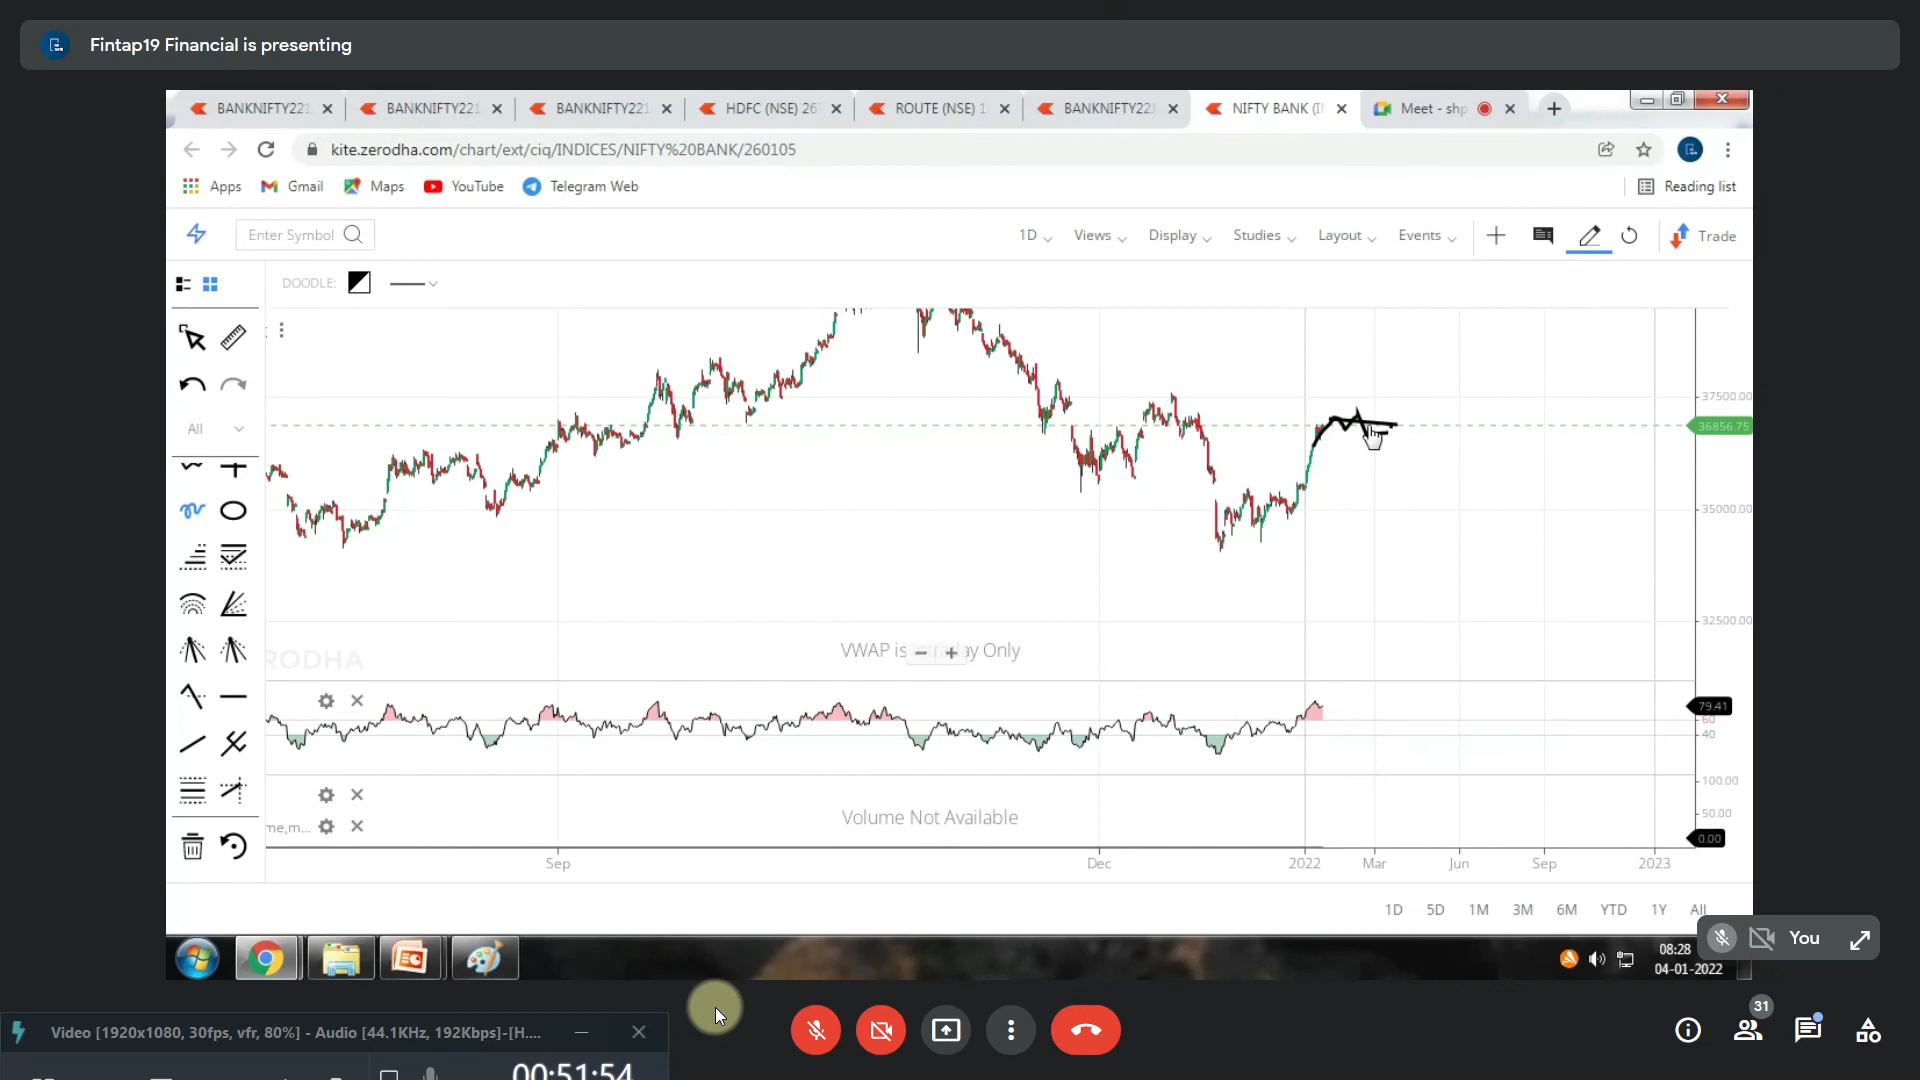 Fintap19 Financial is presenting
BANKNIFTY221 BANKNIFTY221 BANKNIFTY221 HDFC (NSE) 26 ROUTE (NSE) 1 BANKNIFTY22 NIFTY BANK (I Meet - shp
kite.zerodha.com/chart/ext/ciq/INDICES/NIFTY%20BANK/260105
Apps Gmail Maps YouTube Telegram Web Reading list
Enter Symbol 1D Views Display Studies Layout Events Trade
DOODLE:
All
37500.00
36856.75
35000.00
32500.00
RODHA
VWAP is ay Only
79.41
60
40
100.00
50.00
Volume Not Available
me,m...
0.00
Sep Dec 2022 Mar Jun Sep 2023
1D 5D 1M 3M 6M YTD 1Y All
You
08:28
04-01-2022
31
Video [1920x1080, 30fps, vfr, 80%] - Audio [44.1KHz, 192Kbps]-[H....
00:51:54